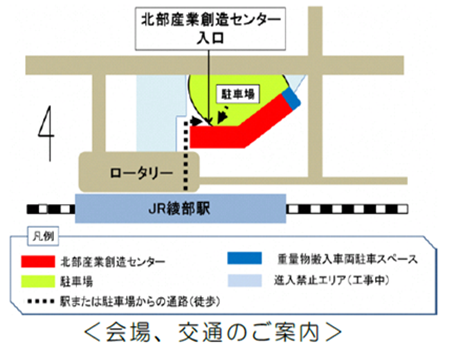 北部産業創造センター
入口
駐車場
ロータリー
JR綾部駅
凡例
北部産業創造センター
駐車場
駅または駐車場からの通路(徒歩)
重量物搬入車両駐車スペース
進入禁止エリア(工事中)
<会場、交通のご案内>